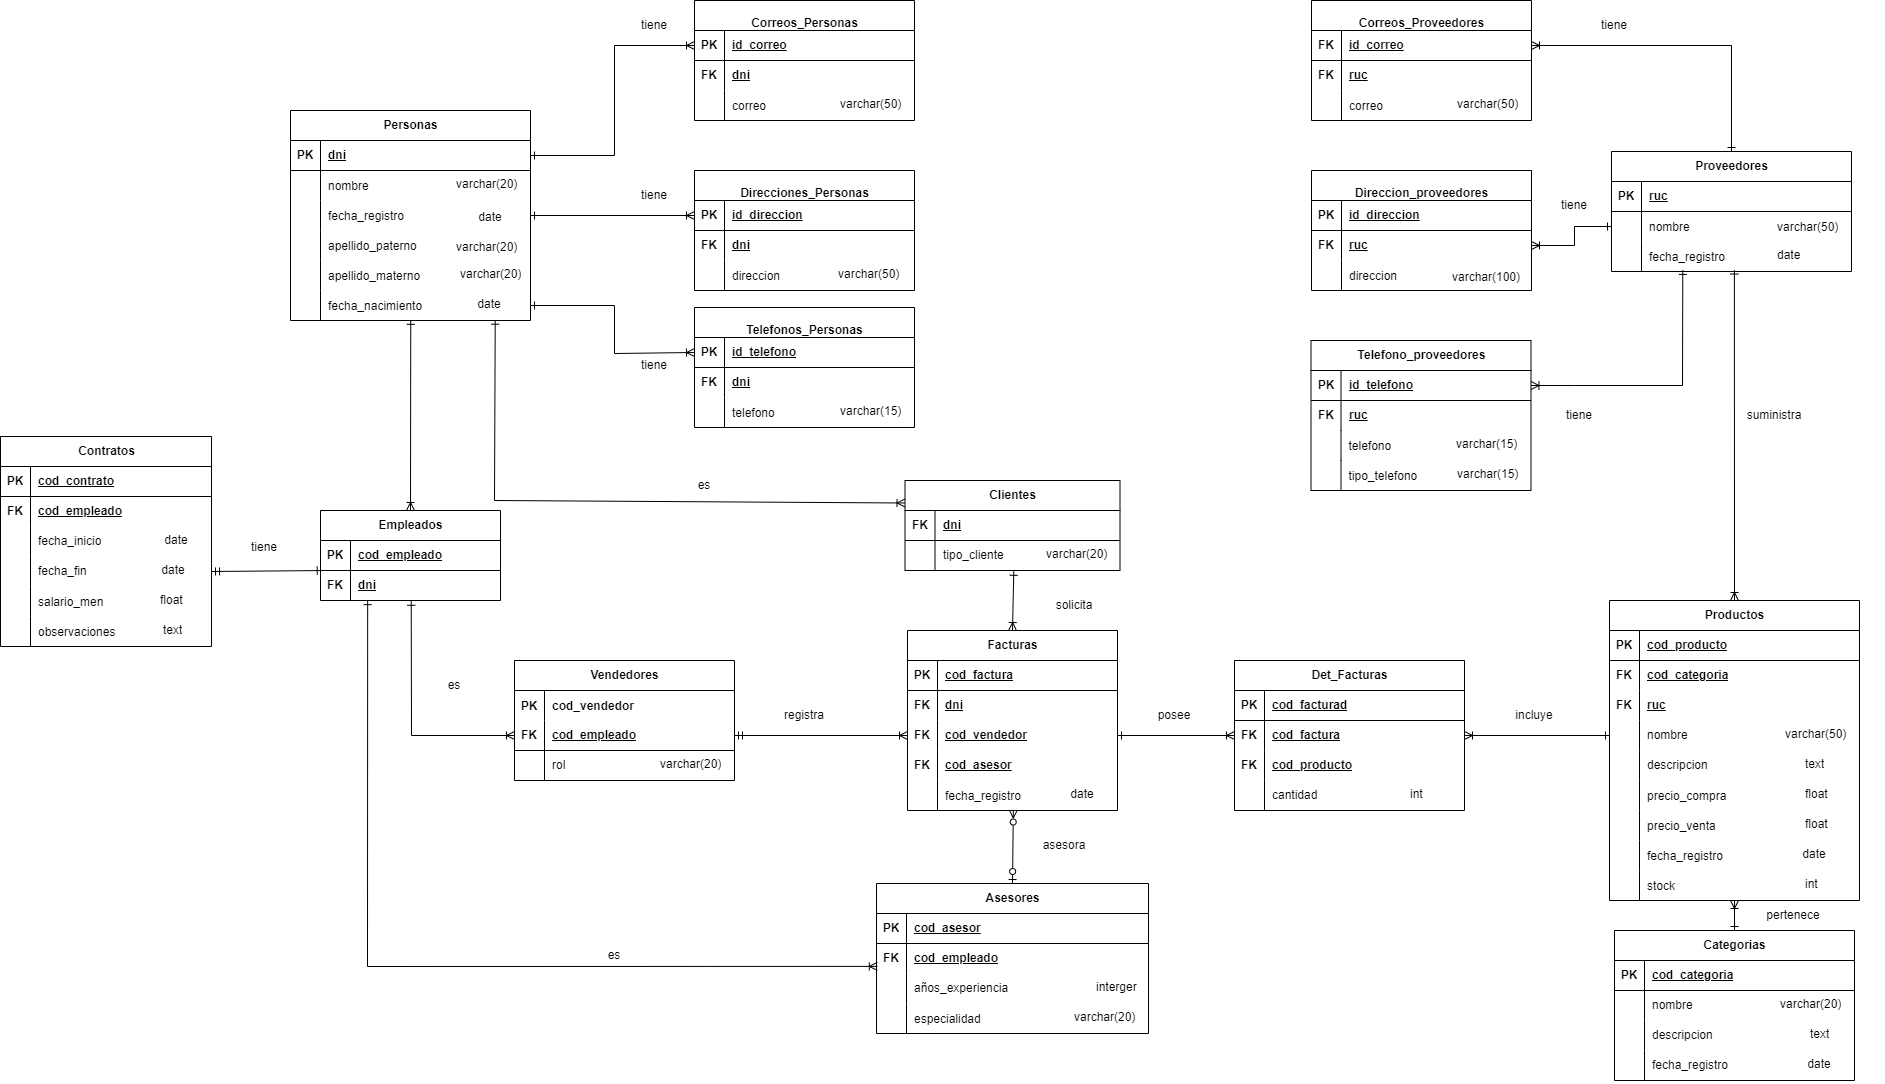 tiene
Correos_Personas
PK id_correo
FK dni
correo varchar(50)
Correos_Proveedores
FK id_correo
FK ruc
correo varchar(50)
tiene
Personas
PK dni
nombre varchar(20)
fecha_registro date
apellido_paterno varchar(20)
apellido_materno varchar(20)
fecha_nacimiento date
tiene
Direcciones_Personas
PK id_direccion
FK dni
direccion varchar(50)
Direccion_proveedores
PK id_direccion
FK ruc
direccion varchar(100)
tiene
Proveedores
PK ruc
nombre varchar(50)
fecha_registro date
tiene
Telefonos_Personas
PK id_telefono
FK dni
telefono varchar(15)
Telefono_proveedores
PK id_telefono
FK ruc
telefono varchar(15)
tipo_telefono varchar(15)
tiene
suministra
Contratos
PK cod_contrato
FK cod_empleado
fecha_inicio date
fecha_fin date
salario_men float
observaciones text
tiene
Empleados
PK cod_empleado
FK dni
es
Clientes
FK dni
tipo_cliente varchar(20)
solicita
es
Vendedores
PK cod_vendedor
FK cod_empleado
rol varchar(20)
registra
Facturas
PK cod_factura
FK dni
FK cod_vendedor
FK cod_asesor
fecha_registro date
posee
Det_Facturas
PK cod_facturad
FK cod_factura
FK cod_producto
cantidad int
incluye
Productos
PK cod_producto
FK cod_categoria
FK ruc
nombre varchar(50)
descripcion text
precio_compra float
precio_venta float
fecha_registro date
stock int
asesora
es
Asesores
PK cod_asesor
FK cod_empleado
años_experiencia interger
especialidad varchar(20)
pertenece
Categorias
PK cod_categoria
nombre varchar(20)
descripcion text
fecha_registro date